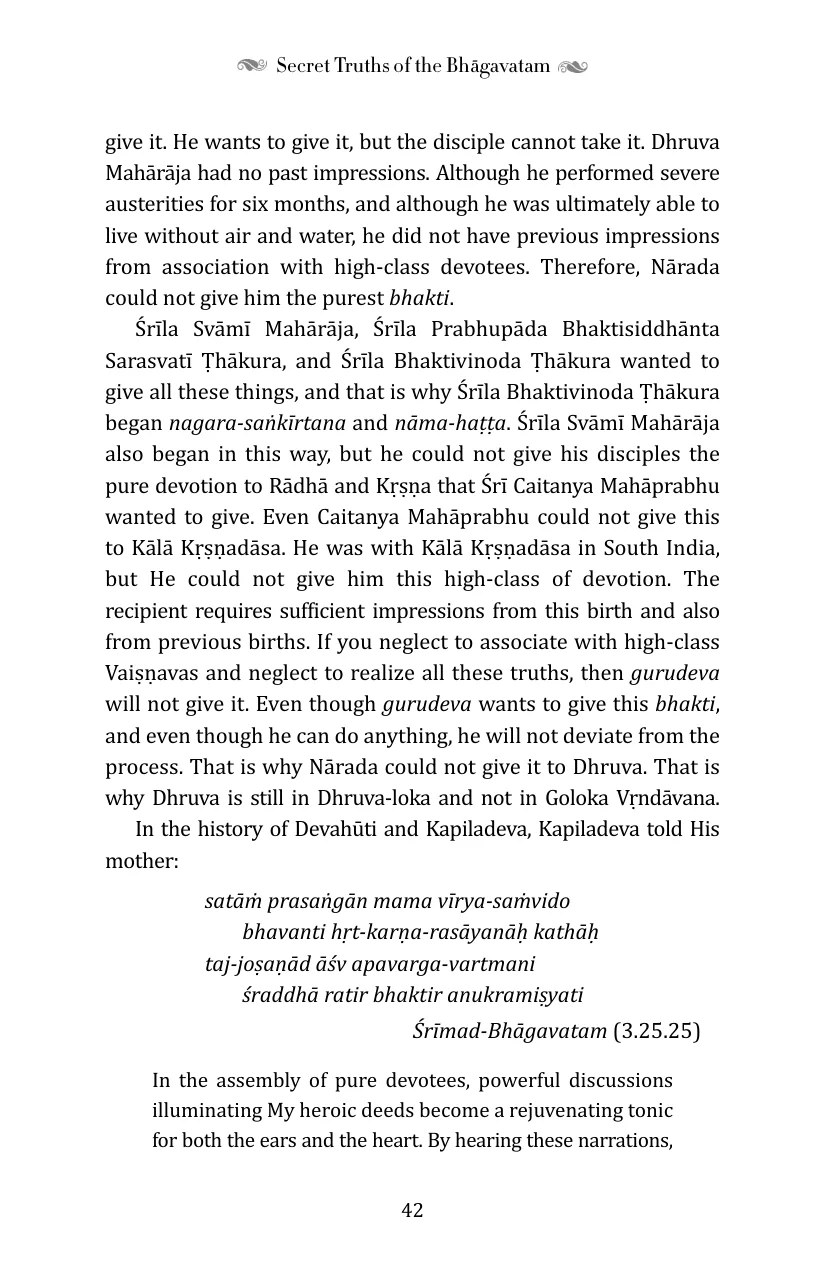 Secret Truths of the Bhāgavatam
give it. He wants to give it, but the disciple cannot take it. Dhruva
Mahārāja had no past impressions. Although he performed severe
austerities for six months, and although he was ultimately able to
live without air and water, he did not have previous impressions
from association with high-class devotees. Therefore, Nārada
could not give him the purest bhakti.
Śrīla Svāmī Mahārāja, Śrīla Prabhupāda Bhaktisiddhānta
Sarasvatī Ṭhākura, and Śrīla Bhaktivinoda Ṭhākura wanted to
give all these things, and that is why Śrīla Bhaktivinoda Ṭhākura
began nagara-saṅkīrtana and nāma-haṭṭa. Śrīla Svāmī Mahārāja
also began in this way, but he could not give his disciples the
pure devotion to Rādhā and Kṛṣṇa that Śrī Caitanya Mahāprabhu
wanted to give. Even Caitanya Mahāprabhu could not give this
to Kālā Kṛṣṇadāsa. He was with Kālā Kṛṣṇadāsa in South India,
but He could not give him this high-class of devotion. The
recipient requires sufficient impressions from this birth and also
from previous births. If you neglect to associate with high-class
Vaiṣṇavas and neglect to realize all these truths, then gurudeva
will not give it. Even though gurudeva wants to give this bhakti,
and even though he can do anything, he will not deviate from the
process. That is why Nārada could not give it to Dhruva. That is
why Dhruva is still in Dhruva-loka and not in Goloka Vṛndāvana.
In the history of Devahūti and Kapiladeva, Kapiladeva told His
mother:
satāṁ prasaṅgān mama vīrya-saṁvido
bhavanti hṛt-karṇa-rasāyanāḥ kathāḥ
taj-joṣaṇād āśv apavarga-vartmani
śraddhā ratir bhaktir anukramiṣyati
Śrīmad-Bhāgavatam (3.25.25)
In the assembly of pure devotees, powerful discussions
illuminating My heroic deeds become a rejuvenating tonic
for both the ears and the heart. By hearing these narrations,
42